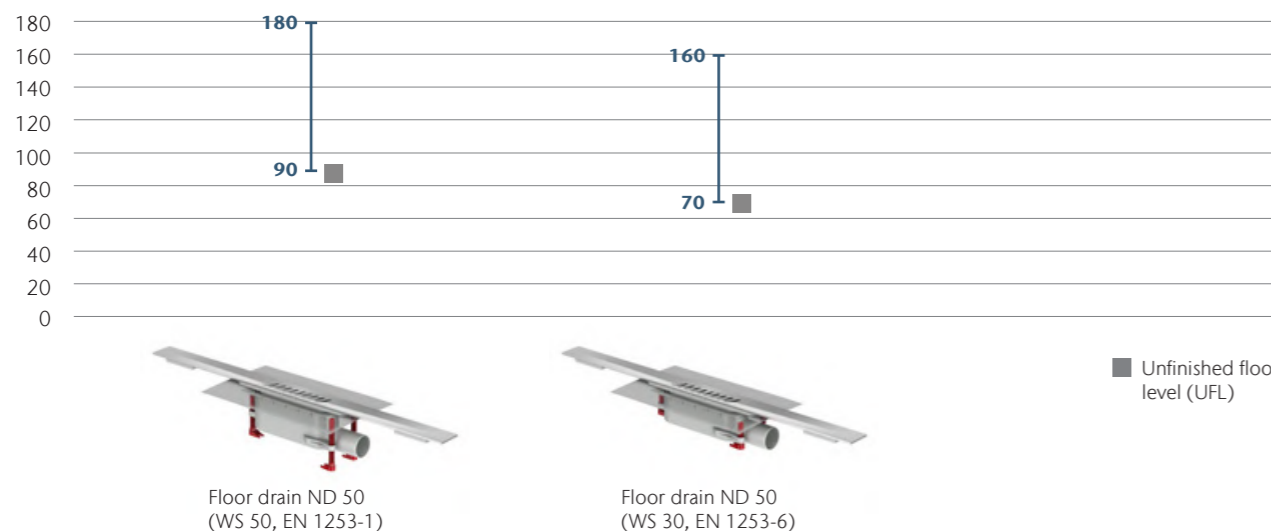 180
160
140
120
100
80
60
40
20
0
180
90
160
70
Unfinished floo
level (UFL)
Floor drain ND 50
(WS 50, EN 1253-1)
Floor drain ND 50
(WS 30, EN 1253-6)